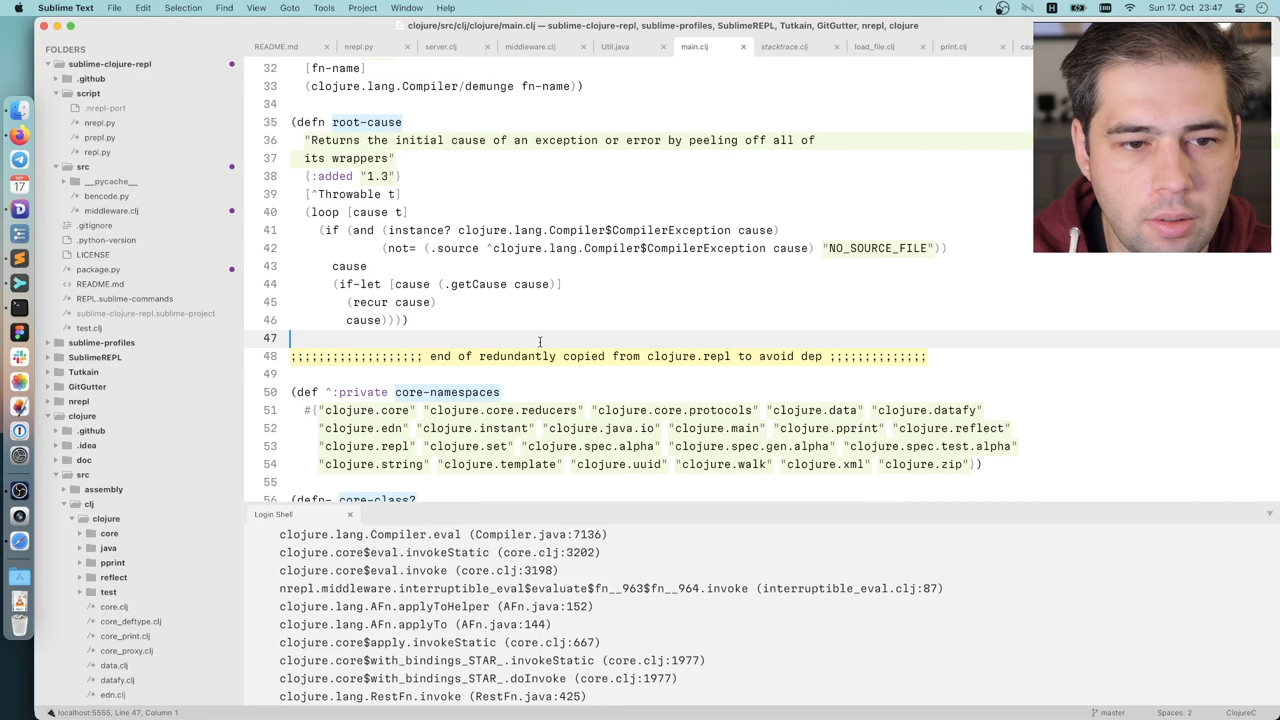 Sublime Text File Edit Selection Find View Goto Tools Project Window Help
Sun 17. Oct 23:47
clojure/src/clj/clojure/main.clj — sublime-clojure-repl, sublime-profiles, SublimeREPL, Tutkain, GitGutter, nrepl, clojure
FOLDERS
sublime-clojure-repl
.github
script
.nrepl-port
nrepl.py
prepl.py
repl.py
src
__pycache__
bencode.py
middleware.clj
.gitignore
.python-version
LICENSE
package.py
README.md
REPL.sublime-commands
sublime-clojure-repl.sublime-project
test.clj
sublime-profiles
SublimeREPL
Tutkain
GitGutter
nrepl
clojure
.github
.idea
doc
src
assembly
clj
clojure
core
java
pprint
reflect
test
core.clj
core_deftype.clj
core_print.clj
core_proxy.clj
data.clj
datafy.clj
edn.clj
README.md nrepl.py server.clj middleware.clj Util.java main.clj stacktrace.clj load_file.clj print.clj cau
32 [fn-name]
33 (clojure.lang.Compiler/demunge fn-name))
34
35 (defn root-cause
36 "Returns the initial cause of an exception or error by peeling off all of
37 its wrappers"
38 {:added "1.3"}
39 [^Throwable t]
40 (loop [cause t]
41 (if (and (instance? clojure.lang.Compiler$CompilerException cause)
42 (not= (.source ^clojure.lang.Compiler$CompilerException cause) "NO_SOURCE_FILE"))
43 cause
44 (if-let [cause (.getCause cause)]
45 (recur cause)
46 cause))))
47
48 ;;;;;;;;;;;;;;;;;;; end of redundantly copied from clojure.repl to avoid dep ;;;;;;;;;;;;;;
49
50 (def ^:private core-namespaces
51 #{"clojure.core" "clojure.core.reducers" "clojure.core.protocols" "clojure.data" "clojure.datafy"
52 "clojure.edn" "clojure.instant" "clojure.java.io" "clojure.main" "clojure.pprint" "clojure.reflect"
53 "clojure.repl" "clojure.set" "clojure.spec.alpha" "clojure.spec.gen.alpha" "clojure.spec.test.alpha"
54 "clojure.string" "clojure.template" "clojure.uuid" "clojure.walk" "clojure.xml" "clojure.zip"})
55
56 (defn- core-class?
Login Shell
clojure.lang.Compiler.eval (Compiler.java:7136)
clojure.core$eval.invokeStatic (core.clj:3202)
clojure.core$eval.invoke (core.clj:3198)
nrepl.middleware.interruptible_eval$evaluate$fn__963$fn__964.invoke (interruptible_eval.clj:87)
clojure.lang.AFn.applyToHelper (AFn.java:152)
clojure.lang.AFn.applyTo (AFn.java:144)
clojure.core$apply.invokeStatic (core.clj:667)
clojure.core$with_bindings_STAR_.invokeStatic (core.clj:1977)
clojure.core$with_bindings_STAR_.doInvoke (core.clj:1977)
clojure.lang.RestFn.invoke (RestFn.java:425)
localhost:5555, Line 47, Column 1
master Spaces: 2 ClojureC